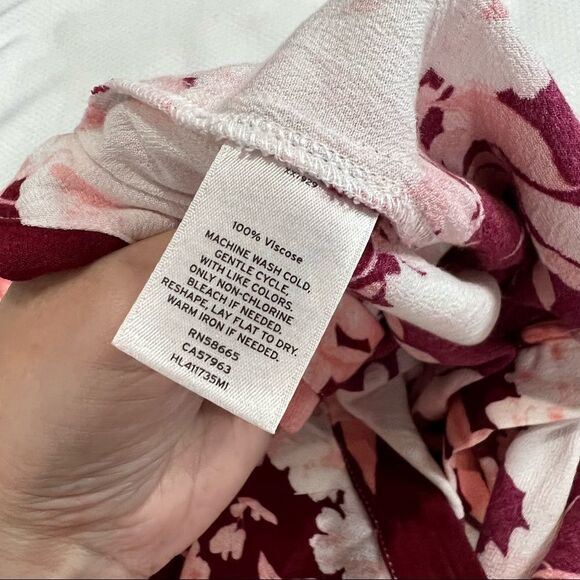 100% Viscose
MACHINE WASH COLD.
GENTLE CYCLE.
WITH LIKE COLORS.
ONLY NON-CHLORINE
BLEACH IF NEEDED.
RESHAPE, LAY FLAT TO DRY.
WARM IRON IF NEEDED.
RN58665
CA57963
HL411735MI